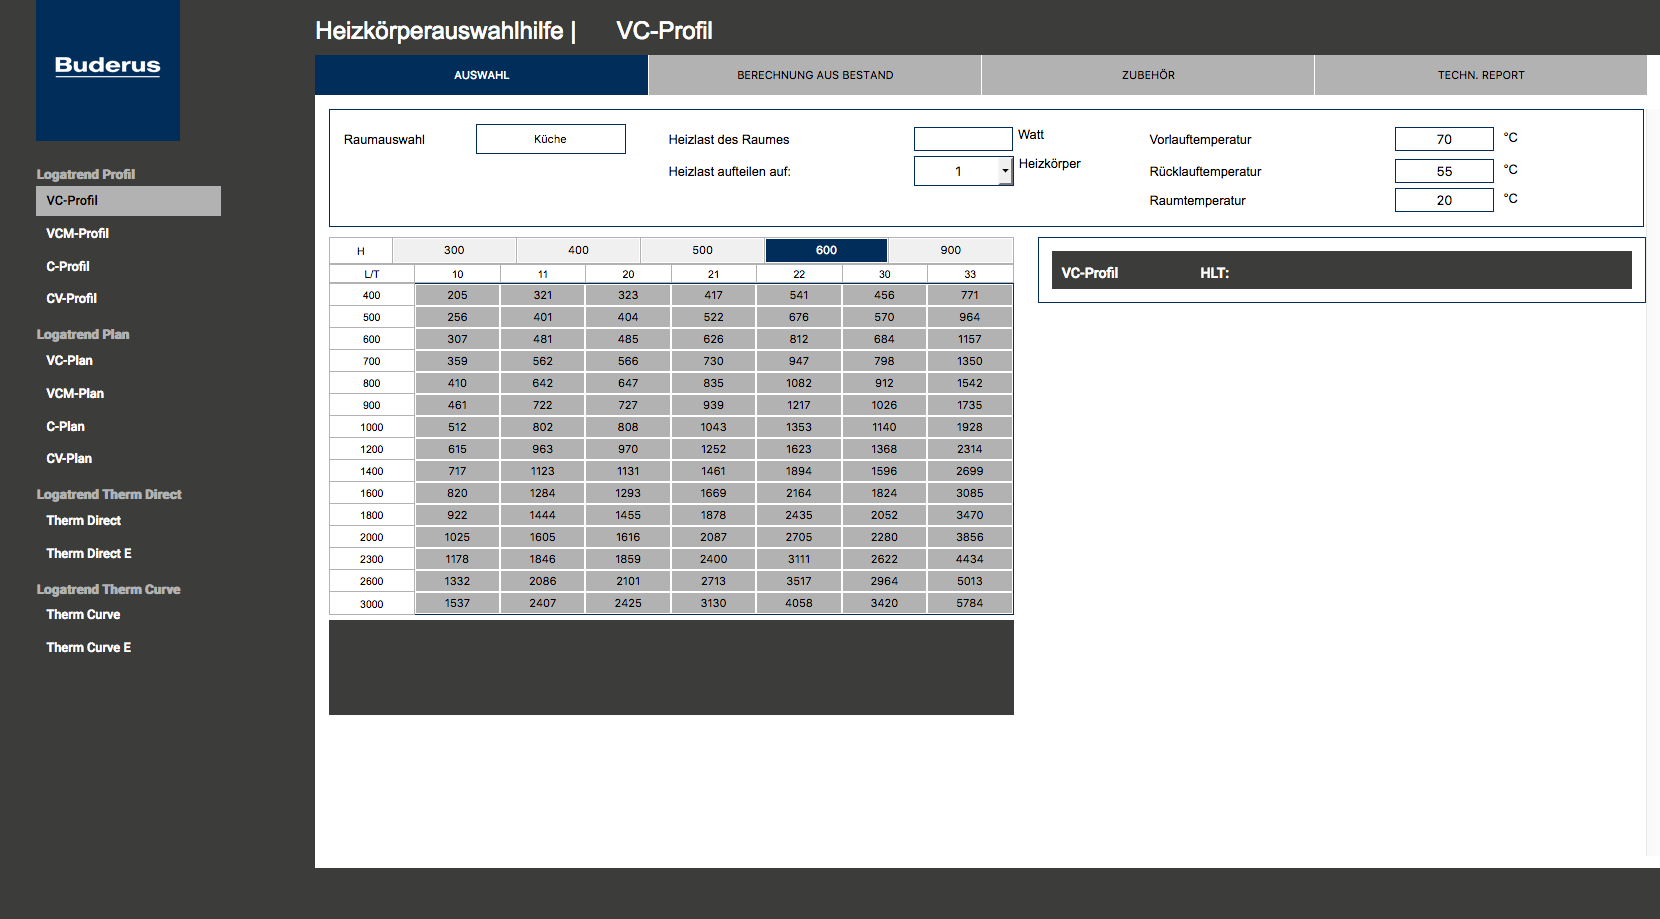 Buderus
Heizkörperauswahlhilfe | VC-Profil
AUSWAHL BERECHNUNG AUS BESTAND ZUBEHÖR TECHN. REPORT
Logatrend Profil
VC-Profil
VCM-Profil
C-Profil
CV-Profil
Logatrend Plan
VC-Plan
VCM-Plan
C-Plan
CV-Plan
Logatrend Therm Direct
Therm Direct
Therm Direct E
Logatrend Therm Curve
Therm Curve
Therm Curve E
Raumauswahl Küche
Heizlast des Raumes Watt
Heizlast aufteilen auf: 1 Heizkörper
Vorlauftemperatur 70 °C
Rücklauftemperatur 55 °C
Raumtemperatur 20 °C
H 300 400 500 600 900
L/T 10 11 20 21 22 30 33
400 205 321 323 417 541 456 771
500 256 401 404 522 676 570 964
600 307 481 485 626 812 684 1157
700 359 562 566 730 947 798 1350
800 410 642 647 835 1082 912 1542
900 461 722 727 939 1217 1026 1735
1000 512 802 808 1043 1353 1140 1928
1200 615 963 970 1252 1623 1368 2314
1400 717 1123 1131 1461 1894 1596 2699
1600 820 1284 1293 1669 2164 1824 3085
1800 922 1444 1455 1878 2435 2052 3470
2000 1025 1605 1616 2087 2705 2280 3856
2300 1178 1846 1859 2400 3111 2622 4434
2600 1332 2086 2101 2713 3517 2964 5013
3000 1537 2407 2425 3130 4058 3420 5784
VC-Profil HLT: